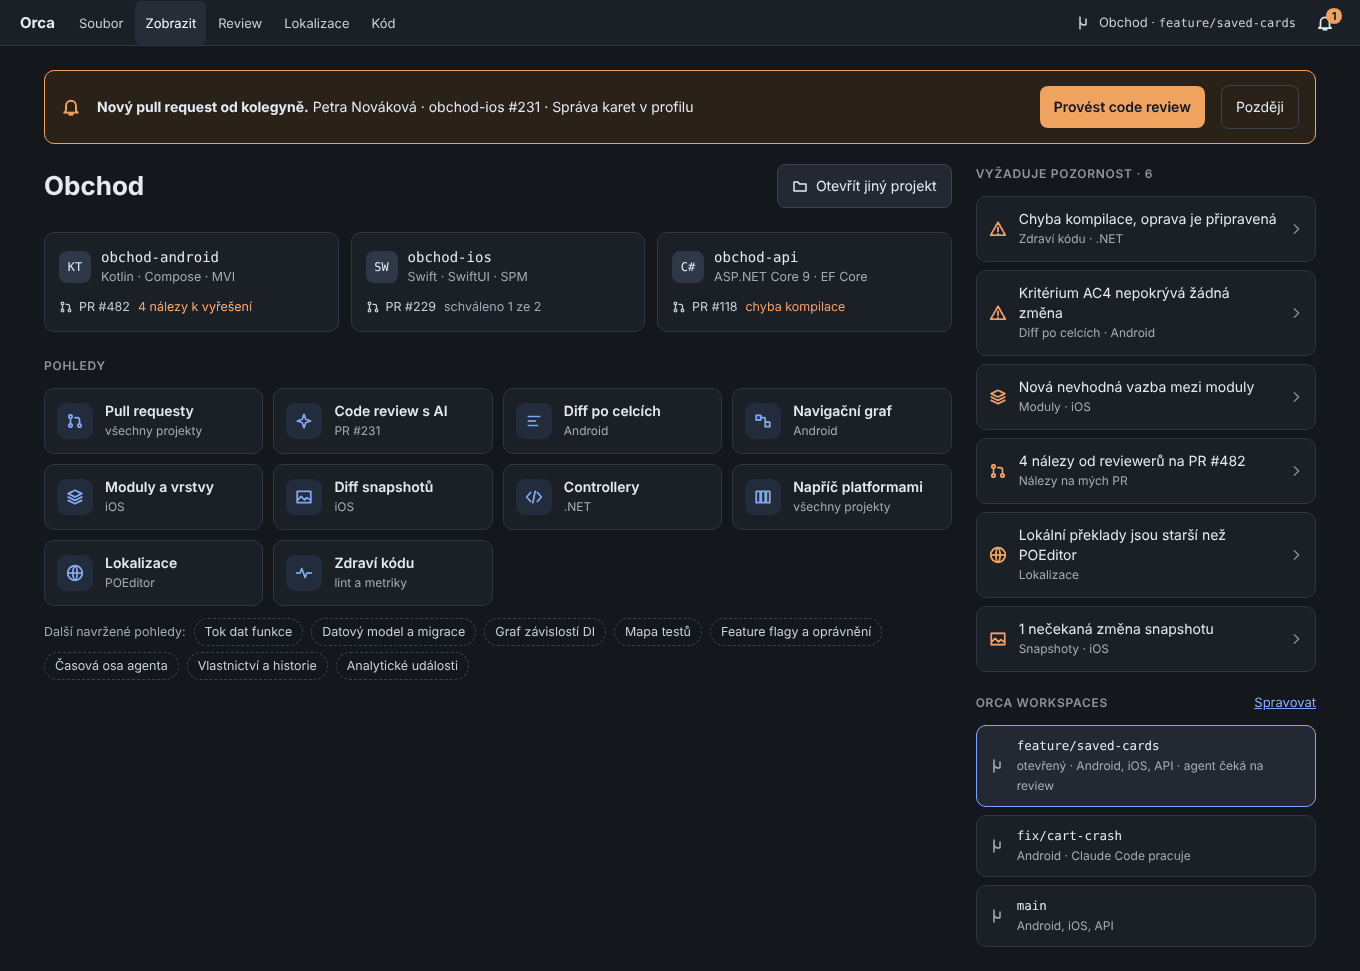 Orca Soubor Zobrazit Review Lokalizace Kód Obchod · feature/saved-cards 1
Nový pull request od kolegyně. Petra Nováková · obchod-ios #231 · Správa karet v profilu Provést code review Později
Obchod
Otevřít jiný projekt
KT obchod-android
Kotlin · Compose · MVI
PR #482 4 nálezy k vyřešení
SW obchod-ios
Swift · SwiftUI · SPM
PR #229 schváleno 1 ze 2
C# obchod-api
ASP.NET Core 9 · EF Core
PR #118 chyba kompilace
POHLEDY
Pull requesty
všechny projekty
Code review s AI
PR #231
Diff po celcích
Android
Navigační graf
Android
Moduly a vrstvy
iOS
Diff snapshotů
iOS
Controllery
.NET
Napříč platformami
všechny projekty
Lokalizace
POEditor
Zdraví kódu
lint a metriky
Další navržené pohledy: Tok dat funkce Datový model a migrace Graf závislostí DI Mapa testů Feature flagy a oprávnění
Časová osa agenta Vlastnictví a historie Analytické události
VYŽADUJE POZORNOST · 6
Chyba kompilace, oprava je připravená
Zdraví kódu · .NET
Kritérium AC4 nepokrývá žádná
změna
Diff po celcích · Android
Nová nevhodná vazba mezi moduly
Moduly · iOS
4 nálezy od reviewerů na PR #482
Nálezy na mých PR
Lokální překlady jsou starší než
POEditor
Lokalizace
1 nečekaná změna snapshotu
Snapshoty · iOS
ORCA WORKSPACES Spravovat
feature/saved-cards
otevřený · Android, iOS, API · agent čeká na
review
fix/cart-crash
Android · Claude Code pracuje
main
Android, iOS, API